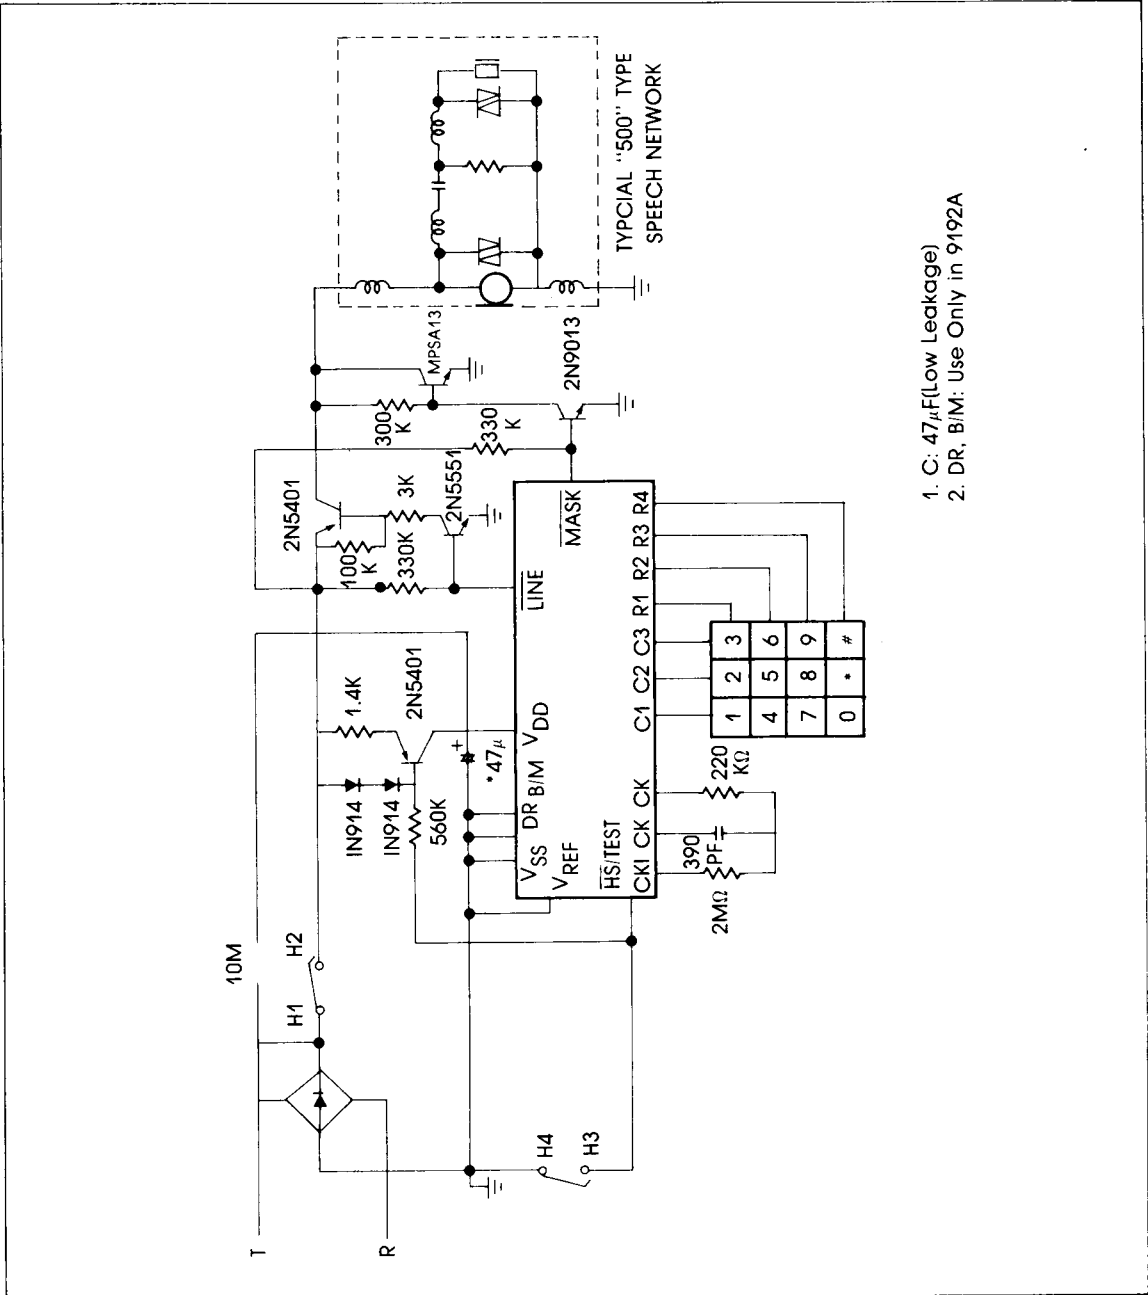 T
R
10M
H1
H2
H4
H3
IN914
IN914
1.4K
2N5401
560K
*47μ
+
100
K
330K
2N5401
3K
2N5551
300
K
330
K
MPSA13
2N9013
TYPCIAL "500" TYPE
SPEECH NETWORK
VSS
VREF
DR
B/M
VDD
LINE
MASK
HS/TEST
CKI
CK
CK
C1
C2
C3
R1
R2
R3
R4
2MΩ
390
PF
220
KΩ
1 2 3
4 5 6
7 8 9
0 * #
1. C: 47μF(Low Leakage)
2. DR, B/M: Use Only in 9192A